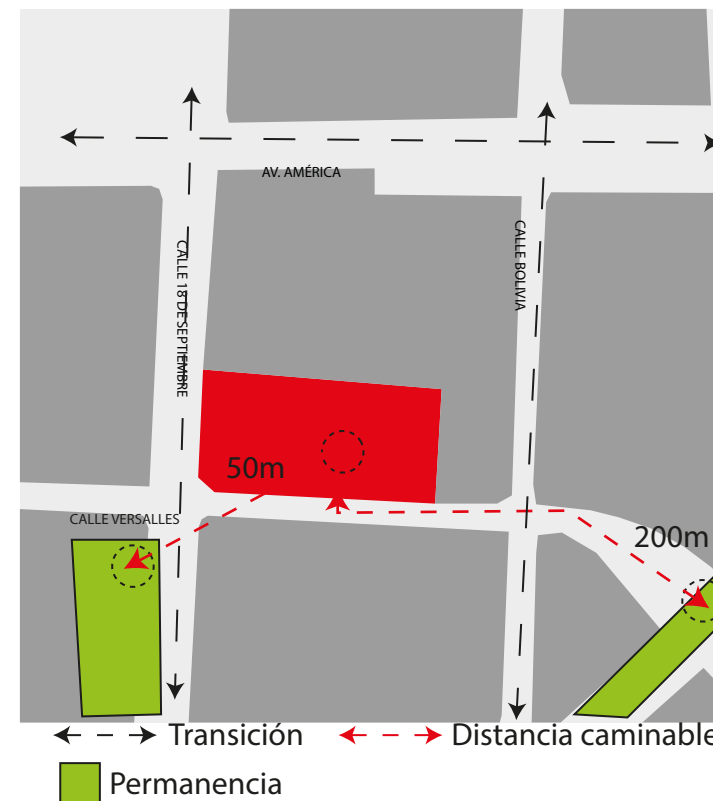 AV. AMÉRICA
CALLE 18 DE SEPTIEMBRE
CALLE BOLIVIA
50m
CALLE VERSALLES
200m
Transición
Distancia caminable
Permanencia